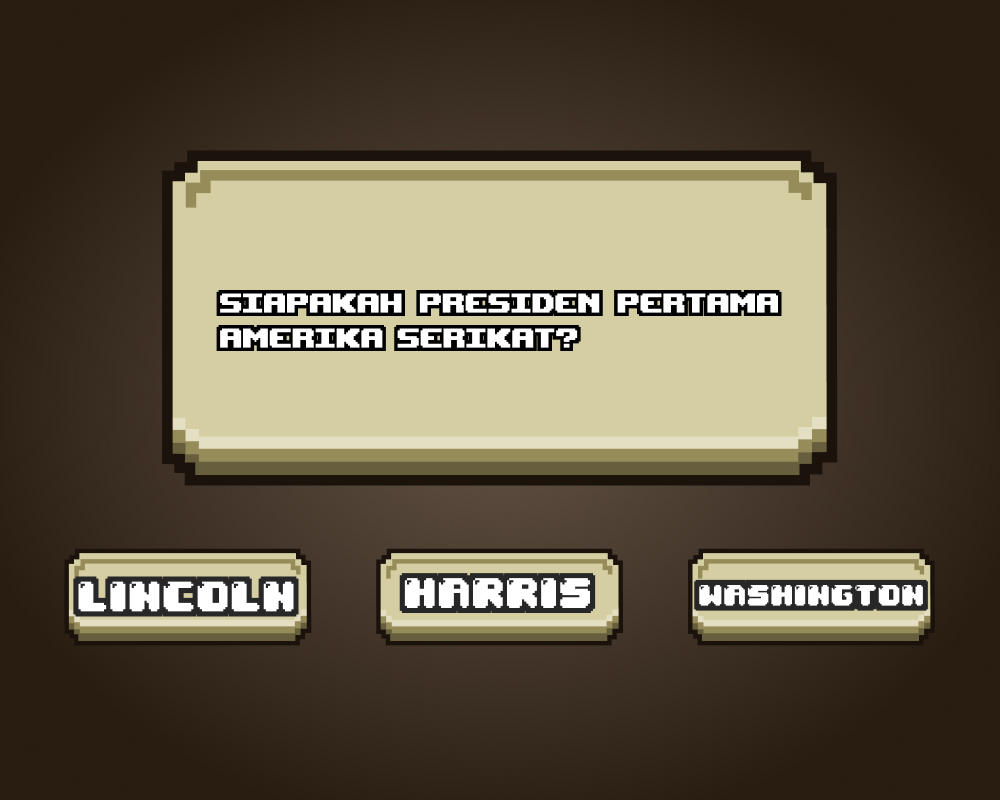 SIAPAKAH PRESIDEN PERTAMA
AMERIKA SERIKAT?
LINCOLN
HARRIS
WASHINGTON